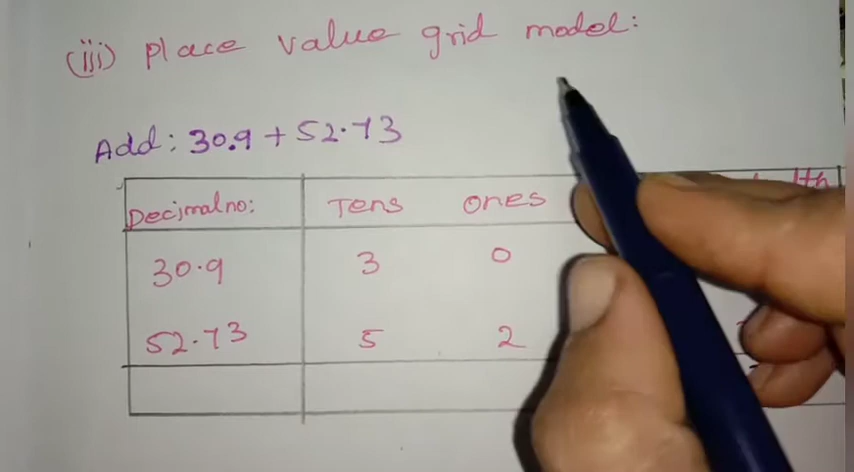 (iii) place value grid model:
Add: 30.9 + 52.73
Decimal no: Tens ones
30.9 3 0
52.73 5 2